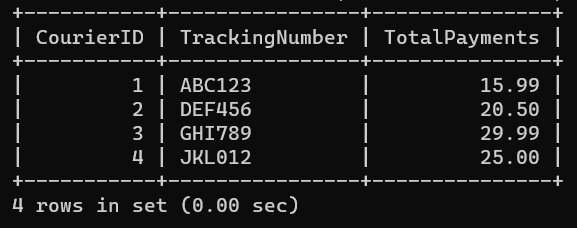 +-----------+----------------+---------------+
| CourierID | TrackingNumber | TotalPayments |
+-----------+----------------+---------------+
|         1 | ABC123         |         15.99 |
|         2 | DEF456         |         20.50 |
|         3 | GHI789         |         29.99 |
|         4 | JKL012         |         25.00 |
+-----------+----------------+---------------+
4 rows in set (0.00 sec)